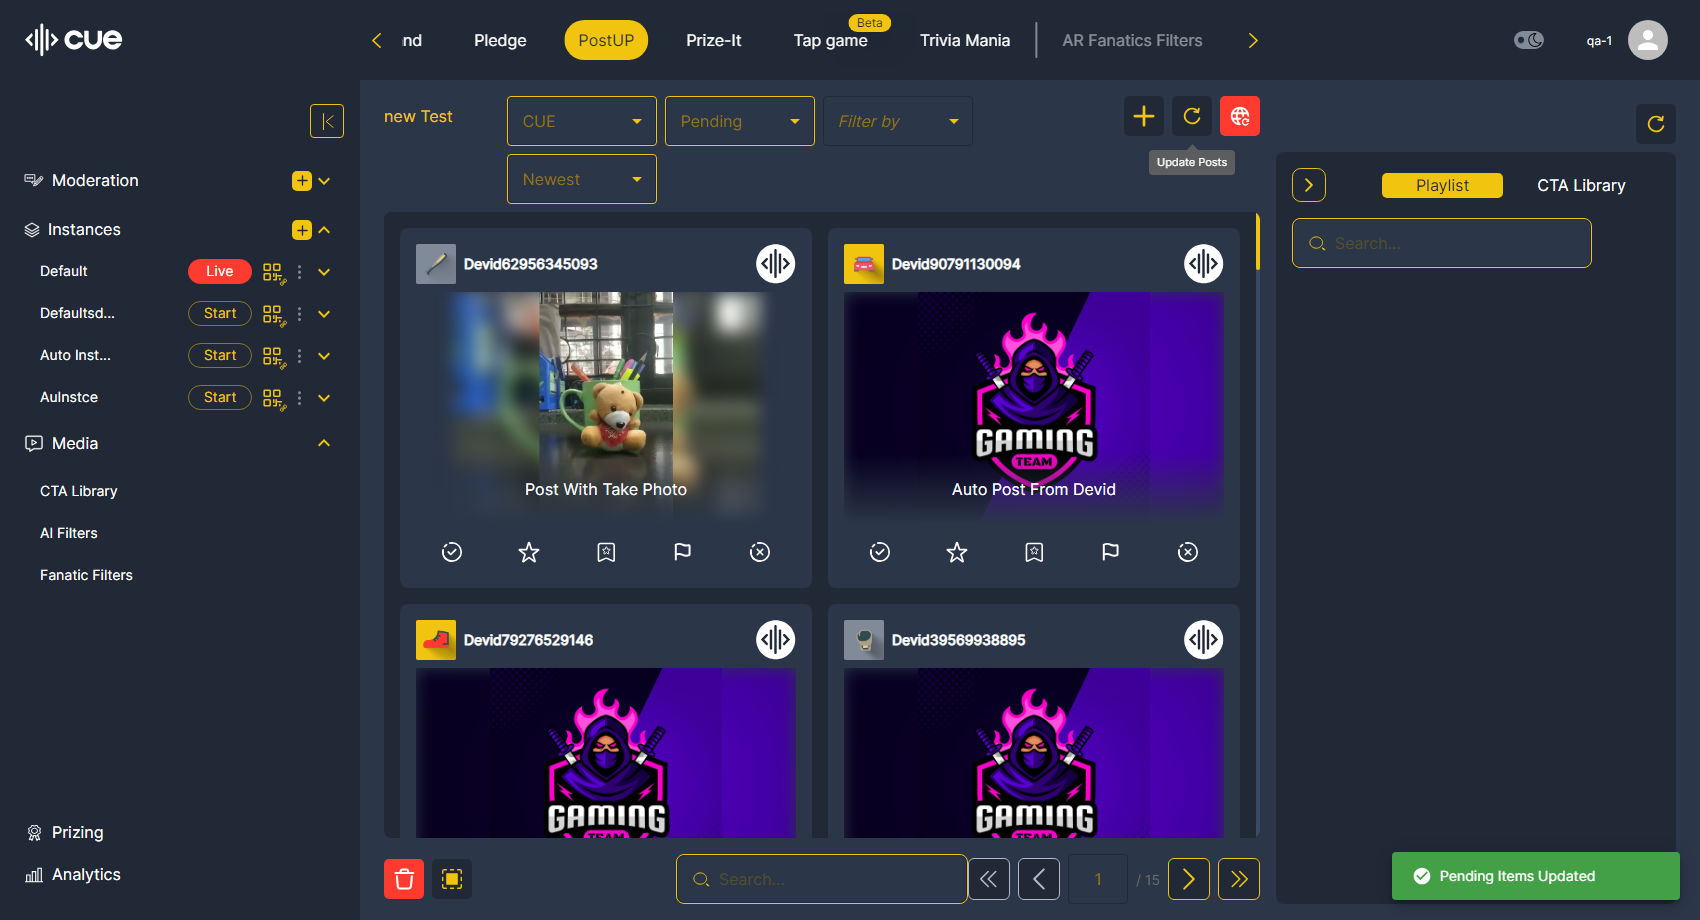 cue
nd
Pledge
PostUP
Prize-It
Tap game
Beta
Trivia Mania
AR Fanatics Filters
qa-1
new Test
CUE
Pending
Filter by
Newest
Update Posts
Moderation
Instances
Default
Live
Defaultsd...
Start
Auto Inst...
Start
AuInstce
Start
Media
CTA Library
AI Filters
Fanatic Filters
Prizing
Analytics
Devid62956345093
Post With Take Photo
Devid90791130094
GAMING
TEAM
Auto Post From Devid
Devid79276529146
GAMING
TEAM
Devid39569938895
GAMING
TEAM
Search...
1
/ 15
Playlist
CTA Library
Search...
Pending Items Updated